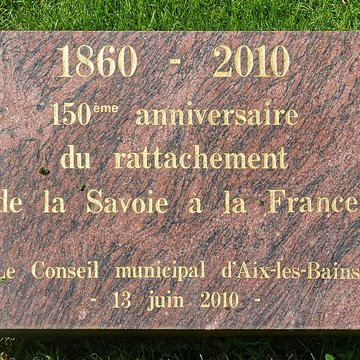 1860 - 2010
150ème anniversaire
du rattachement
de la Savoie à la France
Le Conseil municipal d'Aix-les-Bains
- 13 juin 2010 -